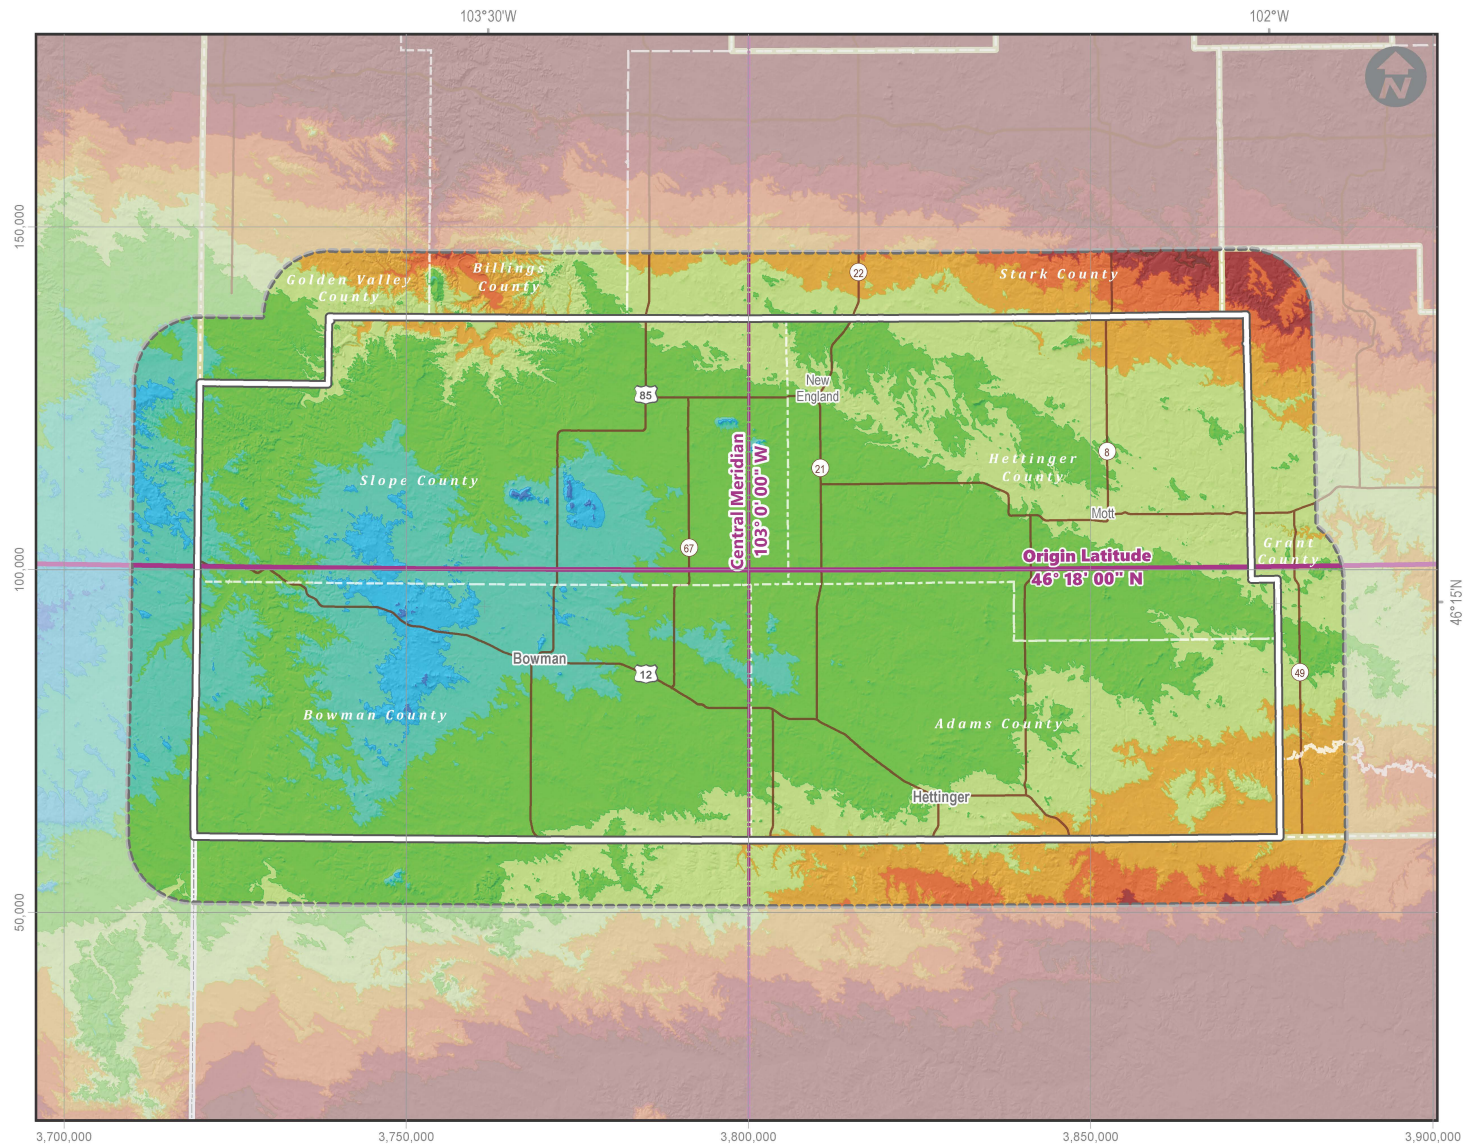 103°30'W
102°W
N
150,000
Golden Valley
County
Billings
County
22
Stark County
85
New
England
Slope County
Central Meridian
103° 0' 00" W
21
Hettinger
County
8
Mott
67
Grant
County
100,000
Origin Latitude
46° 18' 00" N
46°15'N
Bowman
12
49
Bowman County
Adams County
Hettinger
50,000
3,700,000
3,750,000
3,800,000
3,850,000
3,900,000